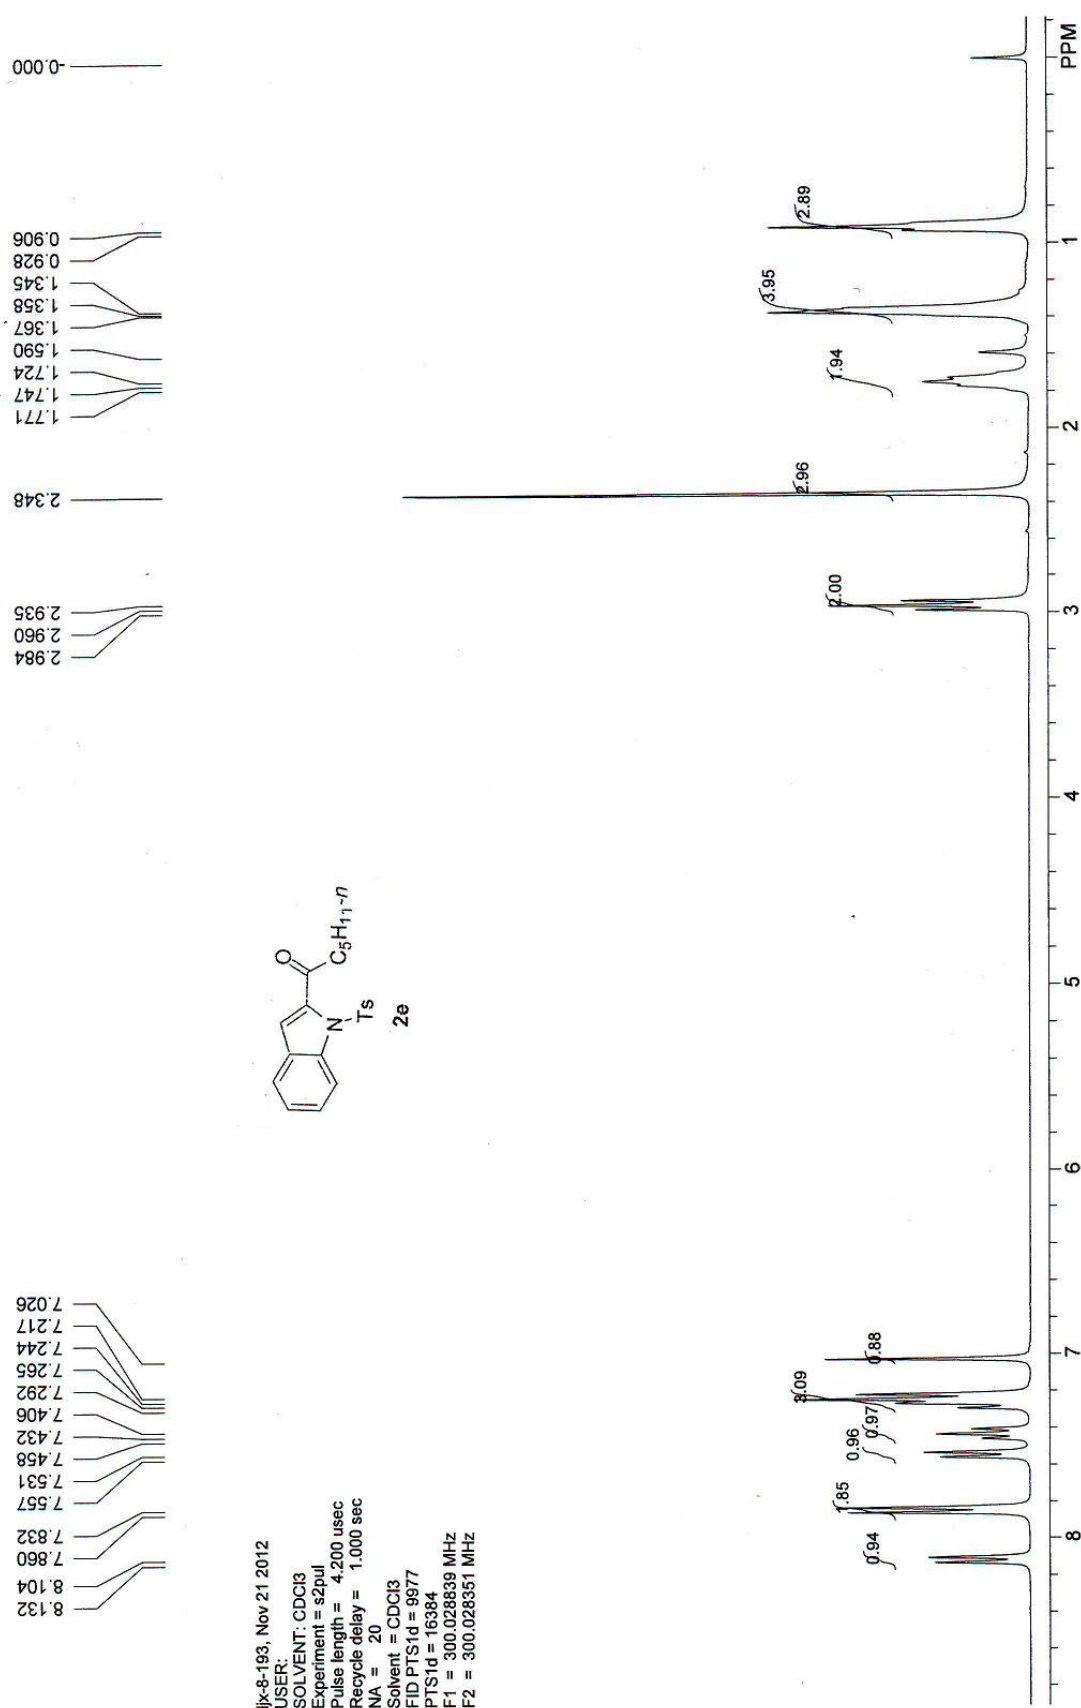 8.132
8.104
7.860
7.832
7.557
7.531
7.458
7.432
7.406
7.292
7.265
7.244
7.217
7.026
2.984
2.960
2.935
2.348
1.771
1.747
1.724
1.590
1.367
1.358
1.345
0.928
0.906
-0.000
jx-8-193, Nov 21 2012
USER:
SOLVENT: CDCl3
Experiment = s2pul
Pulse length = 4.200 usec
Recycle delay = 1.000 sec
NA = 20
Solvent = CDCl3
FID PTS1d = 9977
PTS1d = 16384
F1 = 300.028839 MHz
F2 = 300.028351 MHz
O
C5H11-n
N
Ts
2e
0.94
1.85
0.96
0.97
3.09
0.88
2.00
2.96
1.94
3.95
2.89
8 7 6 5 4 3 2 1 PPM